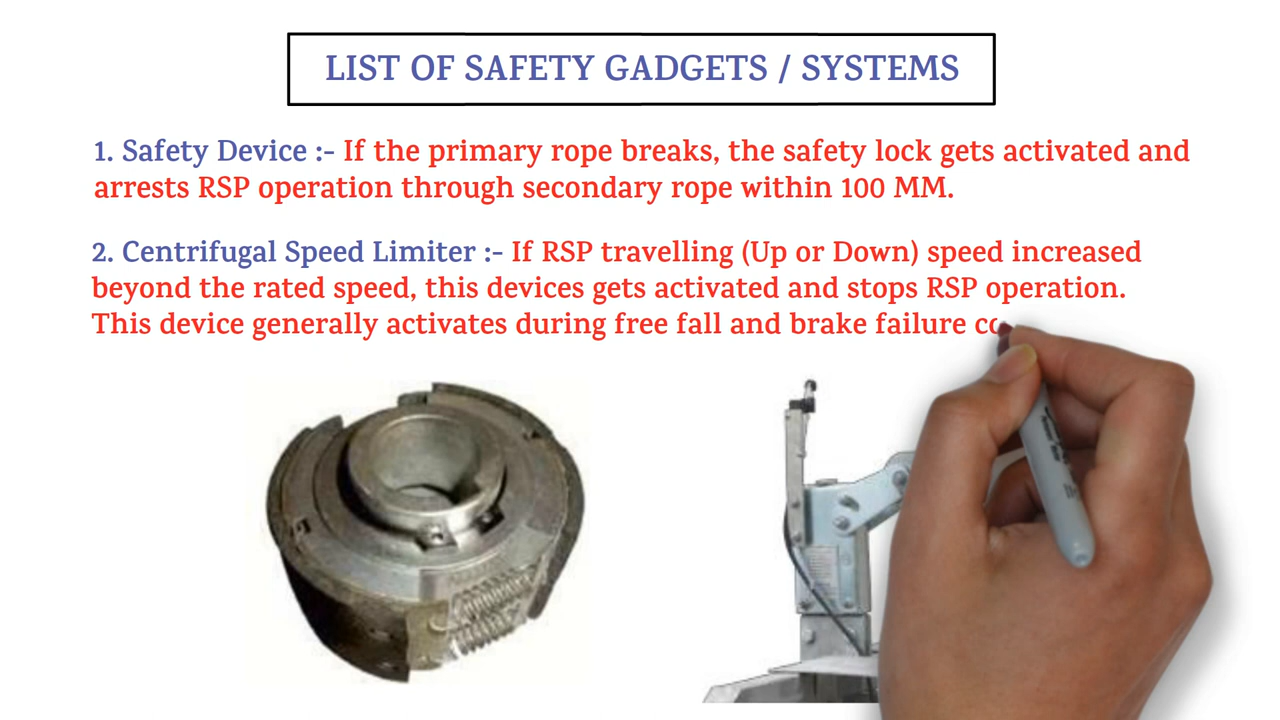 LIST OF SAFETY GADGETS / SYSTEMS
1. Safety Device :- If the primary rope breaks, the safety lock gets activated and
arrests RSP operation through secondary rope within 100 MM.
2. Centrifugal Speed Limiter :- If RSP travelling (Up or Down) speed increased
beyond the rated speed, this devices gets activated and stops RSP operation.
This device generally activates during free fall and brake failure